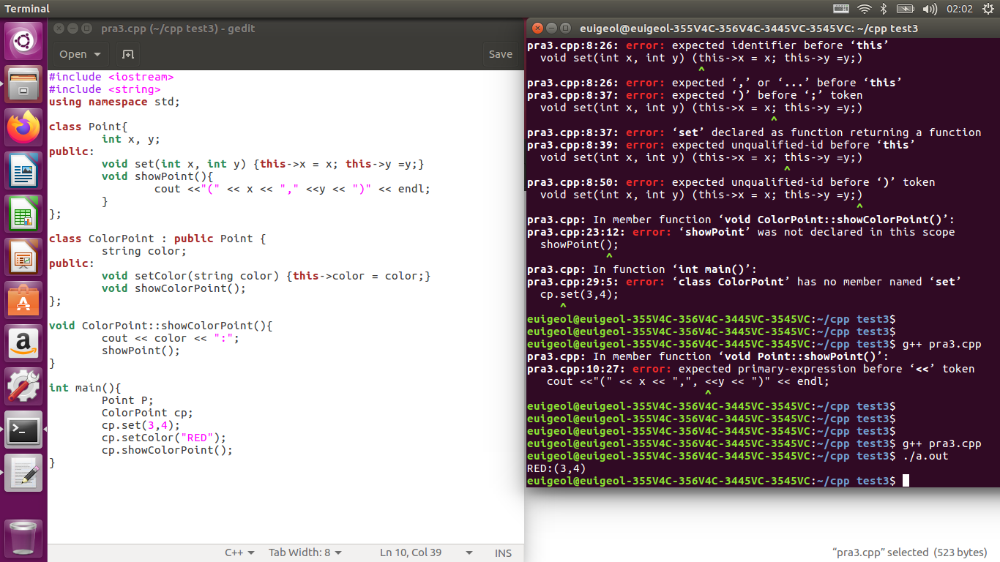 Terminal
02:02
pra3.cpp (~/cpp test3) - gedit
Open
Save
#include <iostream>
#include <string>
using namespace std;
class Point{
int x, y;
public:
void set(int x, int y) {this->x = x; this->y =y;}
void showPoint(){
cout <<"(" << x << "," <<y << ")" << endl;
}
};
class ColorPoint : public Point {
string color;
public:
void setColor(string color) {this->color = color;}
void showColorPoint();
};
void ColorPoint::showColorPoint(){
cout << color << ":";
showPoint();
}
int main(){
Point P;
ColorPoint cp;
cp.set(3,4);
cp.setColor("RED");
cp.showColorPoint();
}
C++
Tab Width: 8
Ln 10, Col 39
INS
euigeol@euigeol-355V4C-356V4C-3445VC-3545VC: ~/cpp test3
pra3.cpp:8:26: error: expected identifier before ‘this’
void set(int x, int y) (this->x = x; this->y =y;)
^
pra3.cpp:8:26: error: expected ‘,’ or ‘...’ before ‘this’
pra3.cpp:8:37: error: expected ‘)’ before ‘;’ token
void set(int x, int y) (this->x = x; this->y =y;)
^
pra3.cpp:8:37: error: ‘set’ declared as function returning a function
pra3.cpp:8:39: error: expected unqualified-id before ‘this’
void set(int x, int y) (this->x = x; this->y =y;)
^
pra3.cpp:8:50: error: expected unqualified-id before ‘)’ token
void set(int x, int y) (this->x = x; this->y =y;)
^
pra3.cpp: In member function ‘void ColorPoint::showColorPoint()’:
pra3.cpp:23:12: error: ‘showPoint’ was not declared in this scope
showPoint();
^
pra3.cpp: In function ‘int main()’:
pra3.cpp:29:5: error: ‘class ColorPoint’ has no member named ‘set’
cp.set(3,4);
^
euigeol@euigeol-355V4C-356V4C-3445VC-3545VC:~/cpp test3$
euigeol@euigeol-355V4C-356V4C-3445VC-3545VC:~/cpp test3$
euigeol@euigeol-355V4C-356V4C-3445VC-3545VC:~/cpp test3$ g++ pra3.cpp
pra3.cpp: In member function ‘void Point::showPoint()’:
pra3.cpp:10:27: error: expected primary-expression before ‘<<’ token
cout <<"(" << x << ",", <<y << ")" << endl;
^
euigeol@euigeol-355V4C-356V4C-3445VC-3545VC:~/cpp test3$
euigeol@euigeol-355V4C-356V4C-3445VC-3545VC:~/cpp test3$
euigeol@euigeol-355V4C-356V4C-3445VC-3545VC:~/cpp test3$
euigeol@euigeol-355V4C-356V4C-3445VC-3545VC:~/cpp test3$ g++ pra3.cpp
euigeol@euigeol-355V4C-356V4C-3445VC-3545VC:~/cpp test3$ ./a.out
RED:(3,4)
euigeol@euigeol-355V4C-356V4C-3445VC-3545VC:~/cpp test3$
“pra3.cpp” selected (523 bytes)